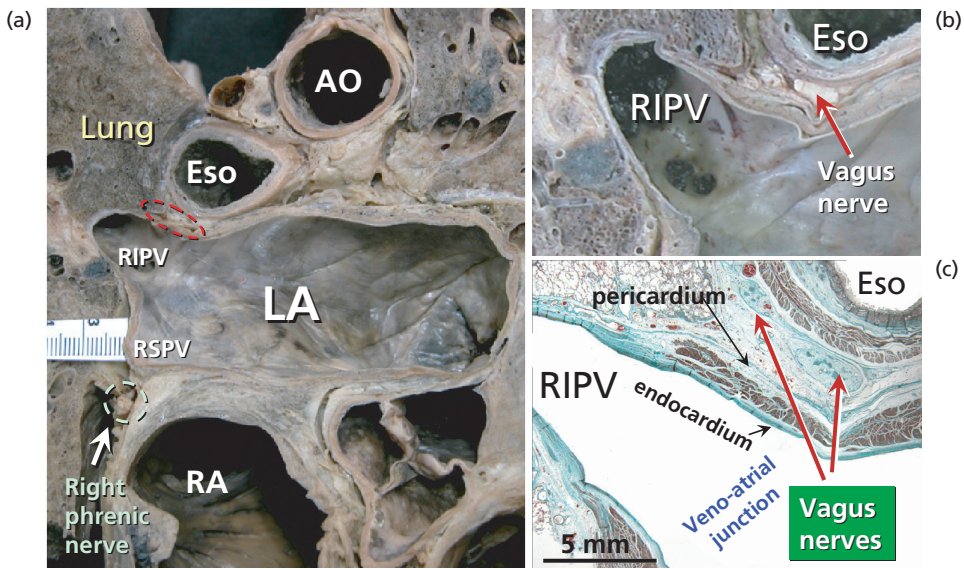 (a)
AO
Lung
Eso
RIPV
LA
RSPV
RA
Right
phrenic
nerve
(b)
Eso
RIPV
Vagus
nerve
(c)
Eso
pericardium
RIPV
endocardium
Veno-atrial
junction
Vagus
nerves
5 mm